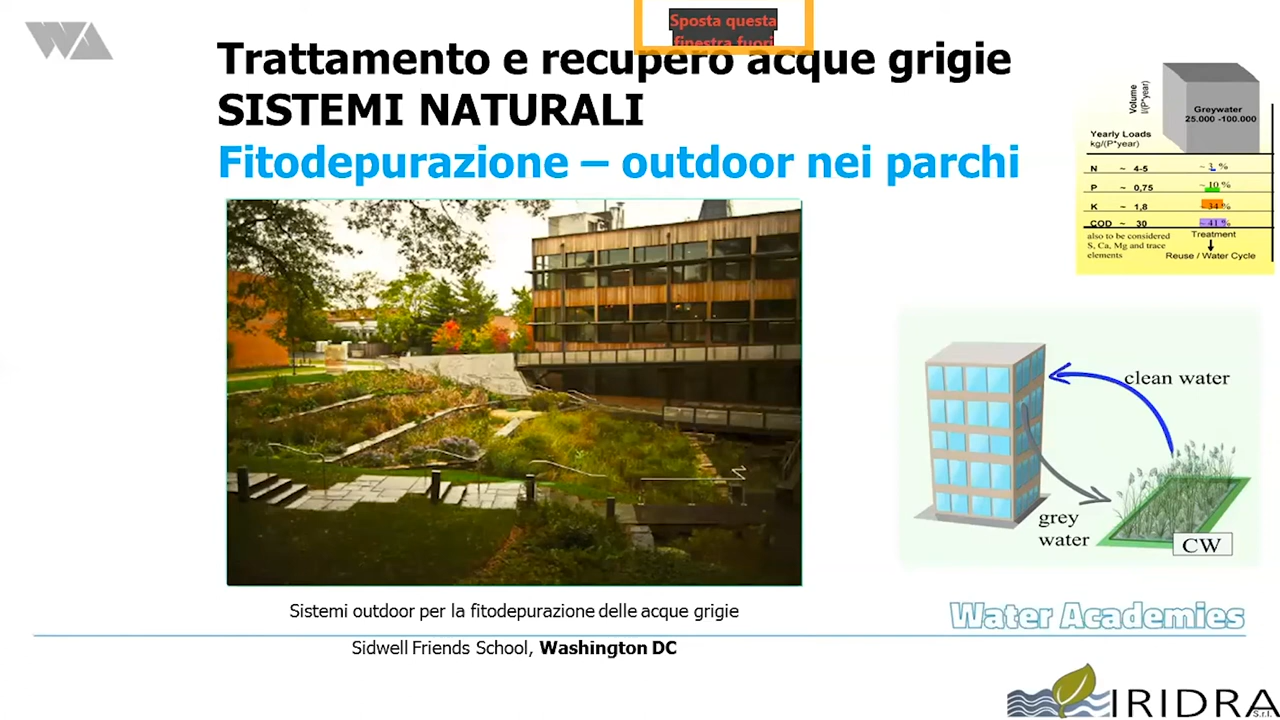 WA
Sposta questa
finestra fuori
Trattamento e recupero acque grigie
SISTEMI NATURALI
Fitodepurazione – outdoor nei parchi
Volume
l/(P*year)
Greywater
25.000 -100.000
Yearly Loads
kg/(P*year)
N ~ 4-5 ~ 3 %
P ~ 0,75 ~ 10 %
K ~ 1,8 ~ 34 %
COD ~ 30 ~ 41 %
also to be considered
S, Ca, Mg and trace
elements
Treatment
Reuse / Water Cycle
clean water
grey
water
CW
Sistemi outdoor per la fitodepurazione delle acque grigie
Water Academies
Sidwell Friends School, Washington DC
IRIDRA
S.r.l.